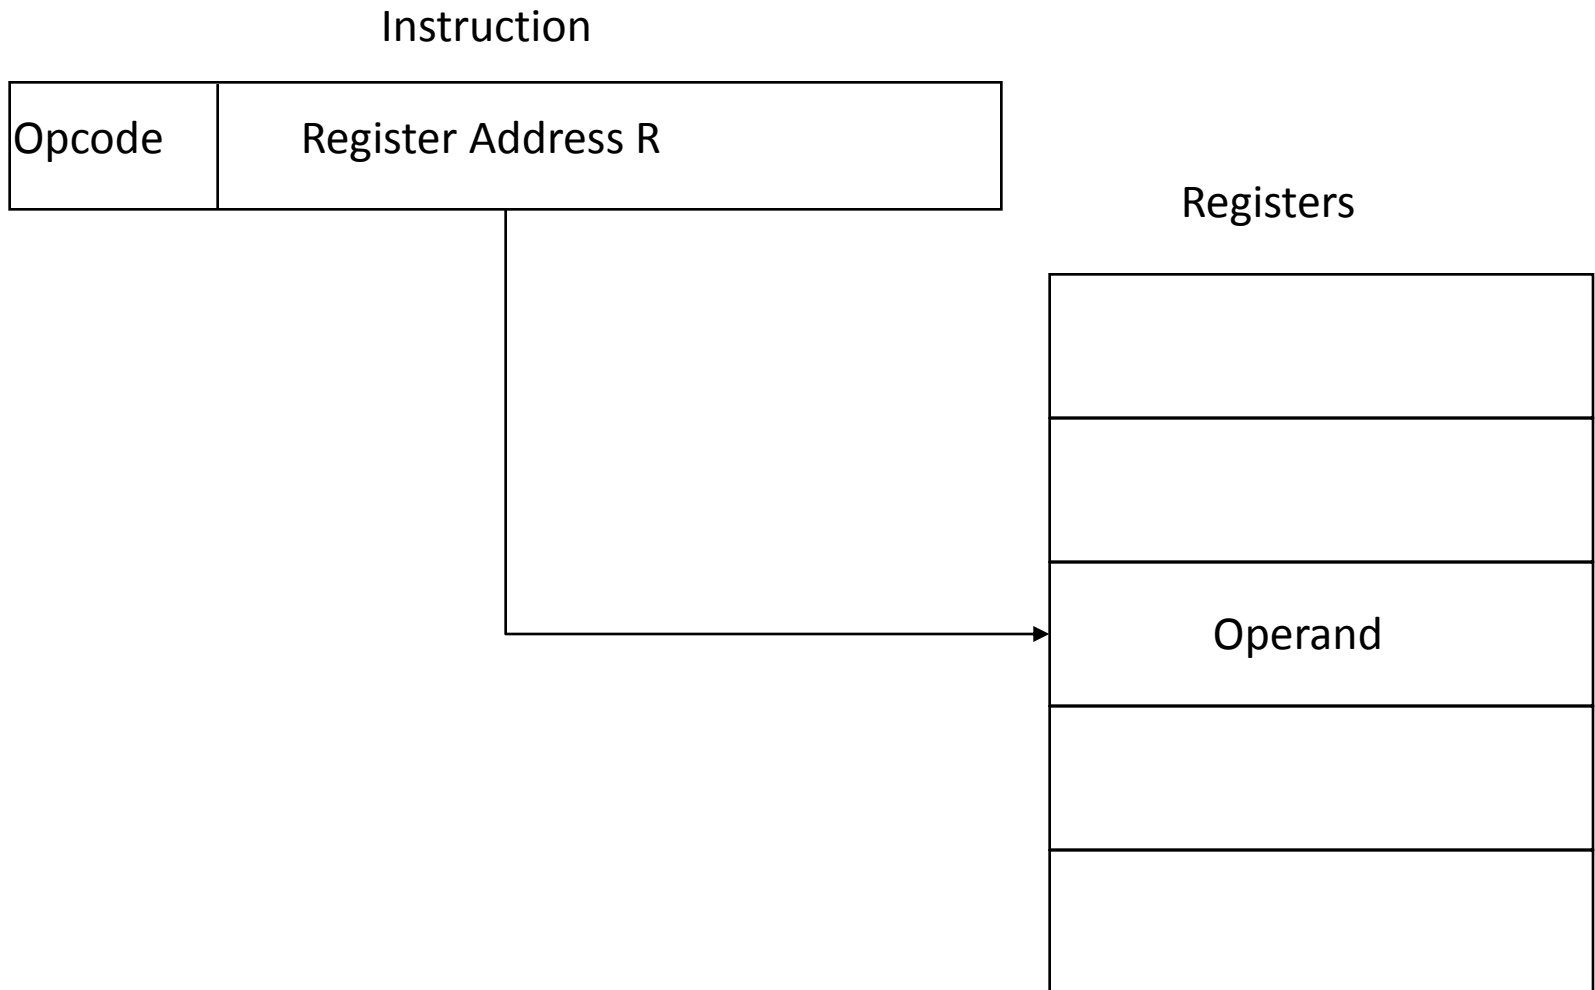 Instruction
Opcode
Register Address R
Registers
Operand